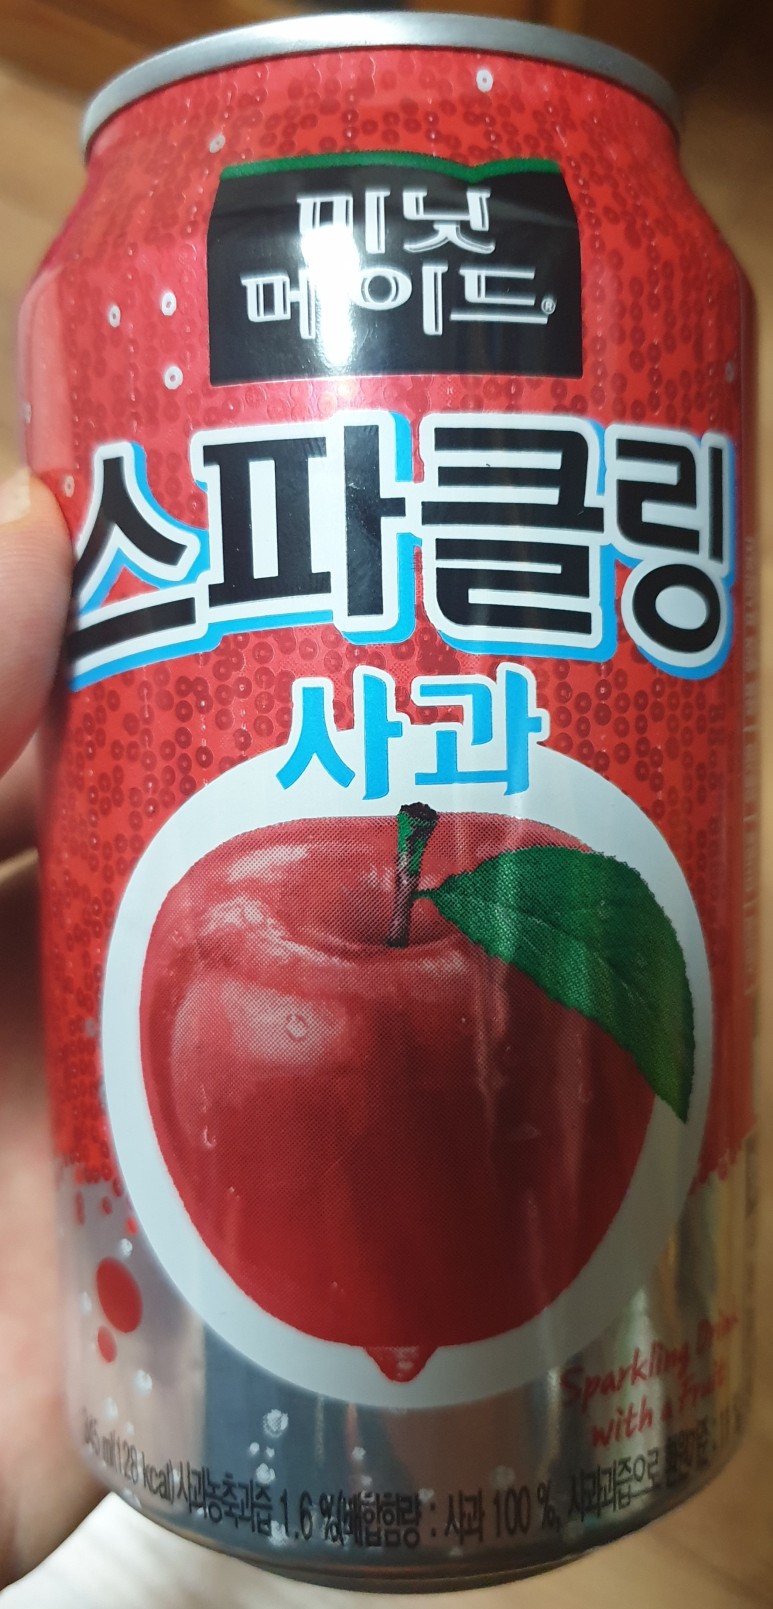 미닛
메이드®
스파클링
사과
Sparkling Drink
with a Fruit
345 ml(128 kcal) 사과농축과즙 1.6 %(배합함량 : 사과 100 %, 사과과즙으로